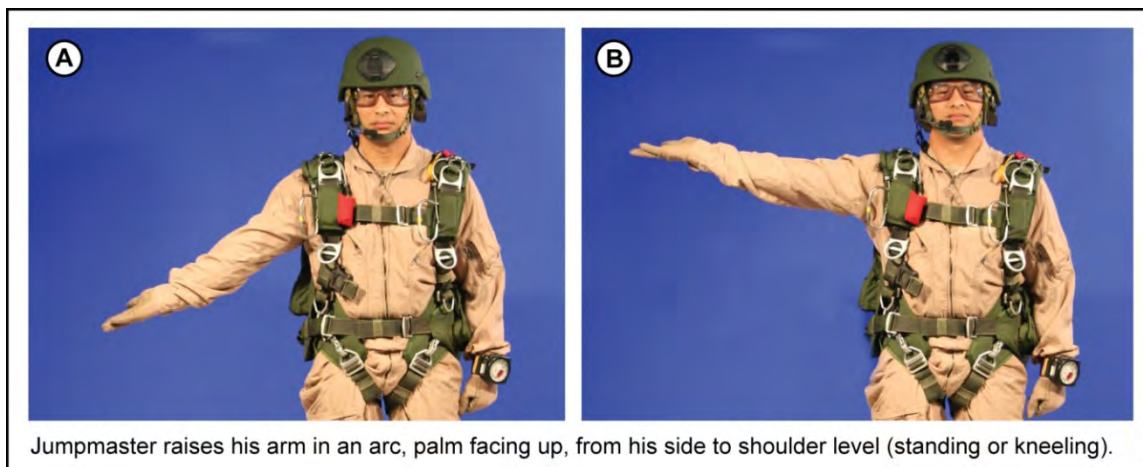 A
B
Jumpmaster raises his arm in an arc, palm facing up, from his side to shoulder level (standing or kneeling).